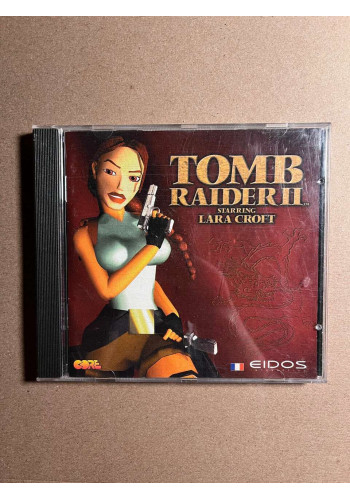 TOMB
RAIDER II
STARRING
LARA CROFT
CORE
EIDOS